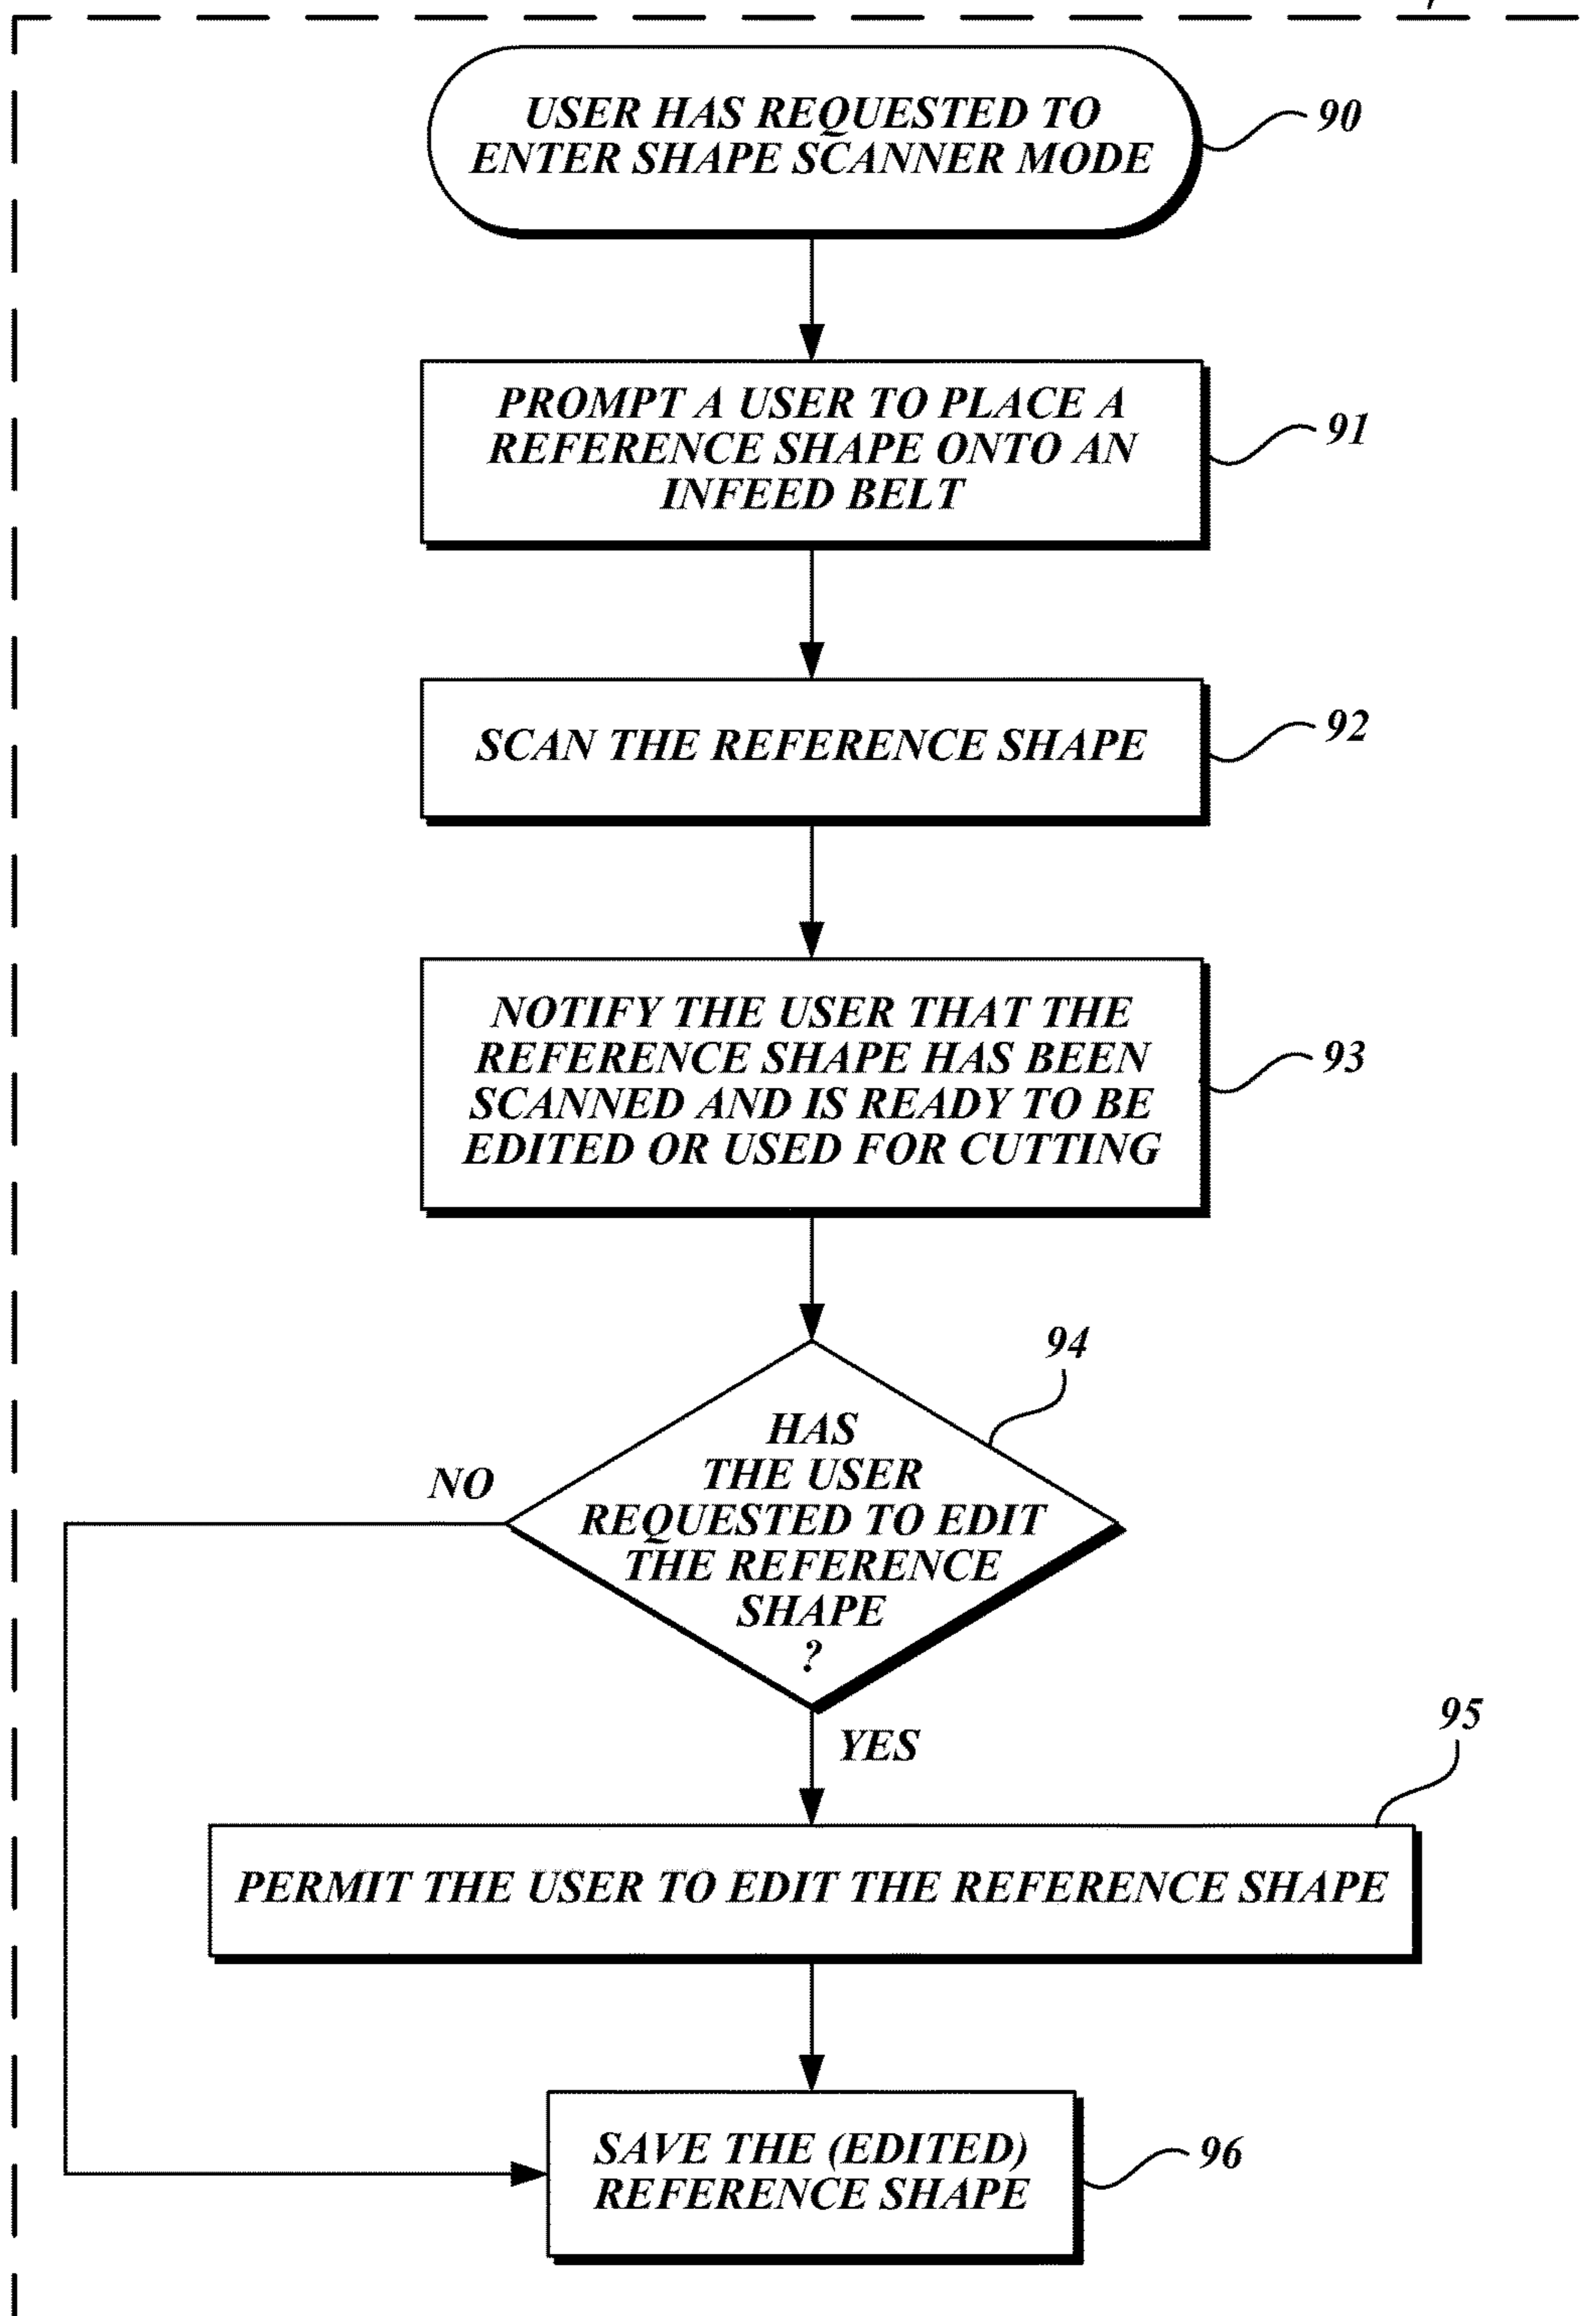 USER HAS REQUESTED TO
ENTER SHAPE SCANNER MODE
90
PROMPT A USER TO PLACE A
REFERENCE SHAPE ONTO AN
INFEED BELT
91
SCAN THE REFERENCE SHAPE
92
NOTIFY THE USER THAT THE
REFERENCE SHAPE HAS BEEN
SCANNED AND IS READY TO BE
EDITED OR USED FOR CUTTING
93
94
HAS
THE USER
REQUESTED TO EDIT
THE REFERENCE
SHAPE
?
NO
YES
95
PERMIT THE USER TO EDIT THE REFERENCE SHAPE
SAVE THE (EDITED)
REFERENCE SHAPE
96